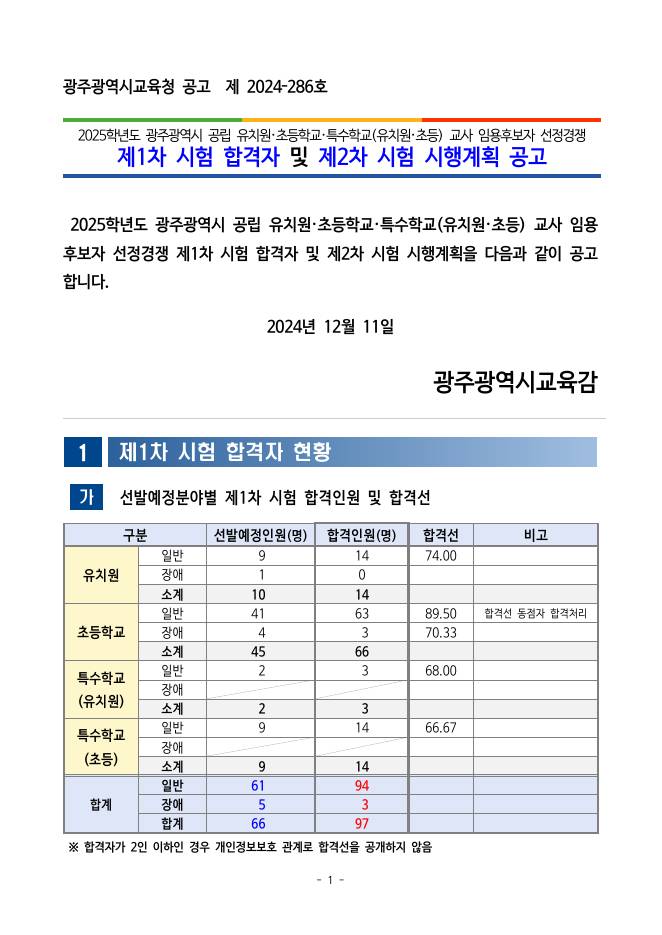 광주광역시교육청 공고 제 2024-286호
2025학년도 광주광역시 공립 유치원·초등학교·특수학교(유치원·초등) 교사 임용후보자 선정경쟁
제1차 시험 합격자 및 제2차 시험 시행계획 공고
2025학년도 광주광역시 공립 유치원·초등학교·특수학교(유치원·초등) 교사 임용
후보자 선정경쟁 제1차 시험 합격자 및 제2차 시험 시행계획을 다음과 같이 공고
합니다.
2024년 12월 11일
광주광역시교육감
1 제1차 시험 합격자 현황
가 선발예정분야별 제1차 시험 합격인원 및 합격선
구분 선발예정인원(명) 합격인원(명) 합격선 비고
유치원 일반 9 14 74.00
장애 1 0
소계 10 14
초등학교 일반 41 63 89.50 합격선 동점자 합격처리
장애 4 3 70.33
소계 45 66
특수학교 (유치원) 일반 2 3 68.00
장애
소계 2 3
특수학교 (초등) 일반 9 14 66.67
장애
소계 9 14
합계 일반 61 94
장애 5 3
합계 66 97
※ 합격자가 2인 이하인 경우 개인정보보호 관계로 합격선을 공개하지 않음
- 1 -